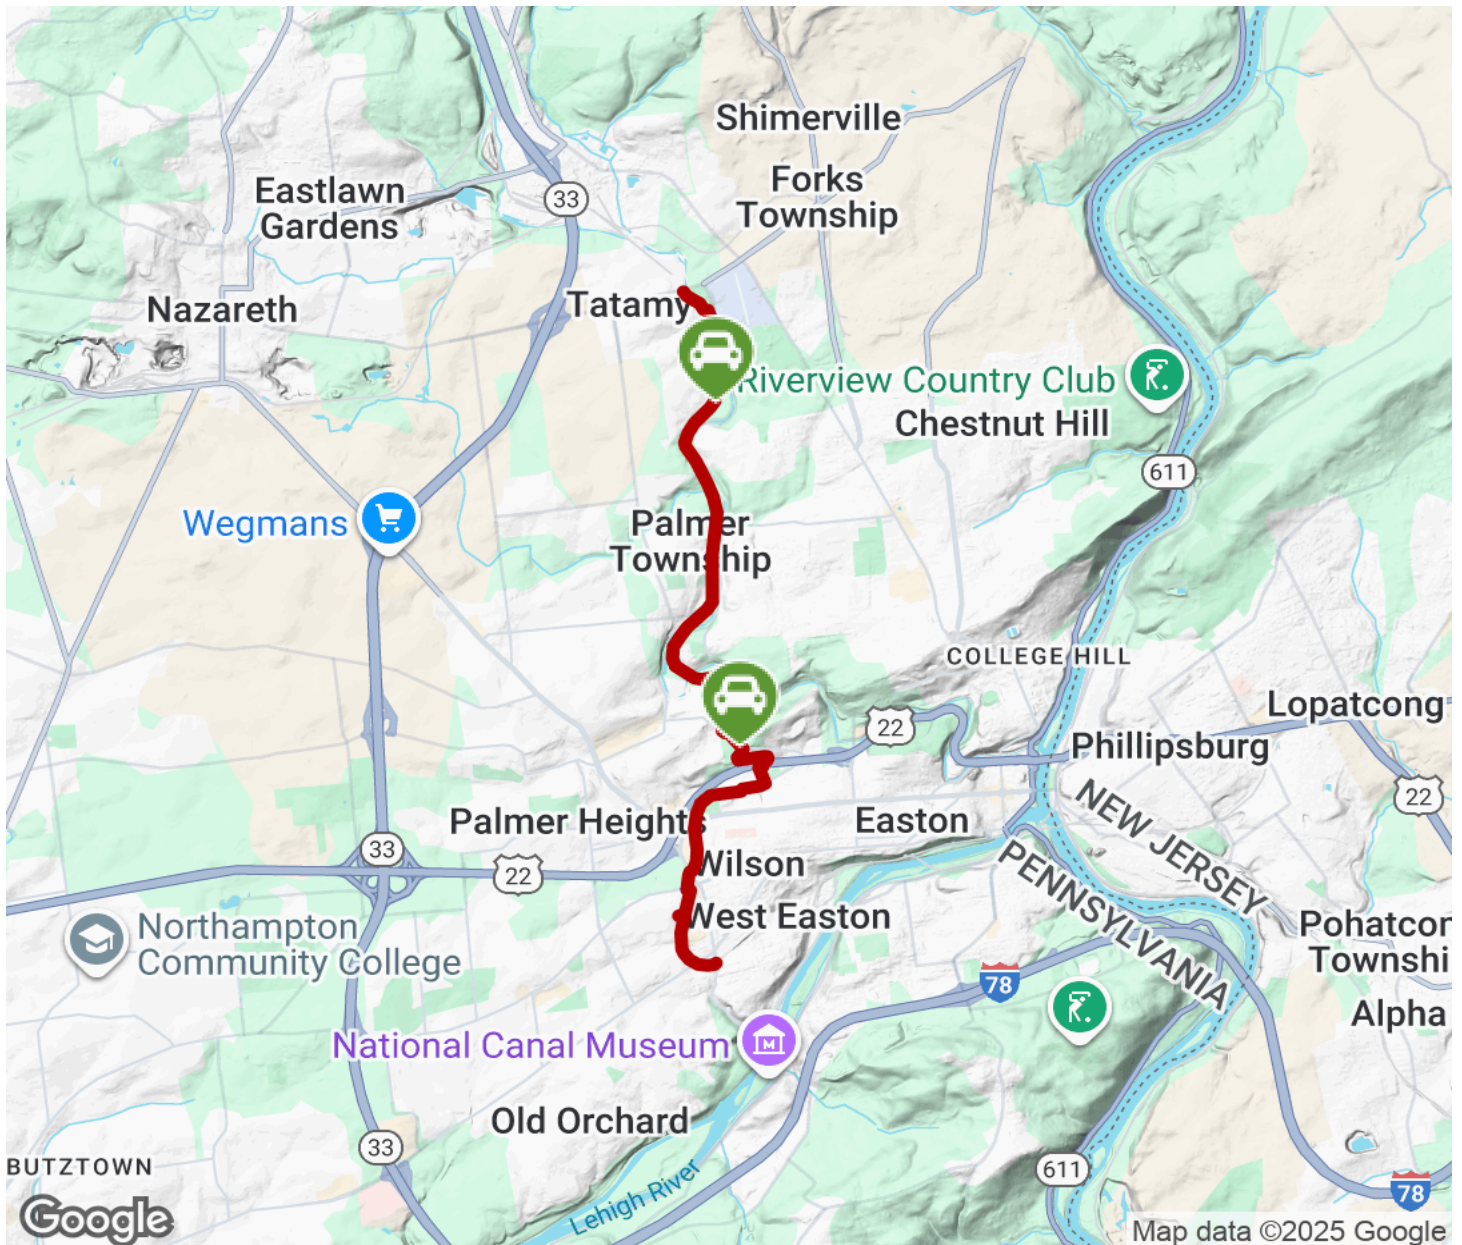 Shimerville
Forks
Township
Eastlawn
Gardens
33
Nazareth
Tatamy
Riverview Country Club
Chestnut Hill
611
Wegmans
Palmer
Township
COLLEGE HILL
Lopatcong
22
Phillipsburg
22
NEW JERSEY
PENNSYLVANIA
Palmer Heights
Easton
33
22
Wilson
West Easton
Northampton
Community College
Pohatcon
Townshi
78
Alpha
National Canal Museum
Old Orchard
33
BUTZTOWN
611
78
Lehigh River
Google
Map data ©2025 Google